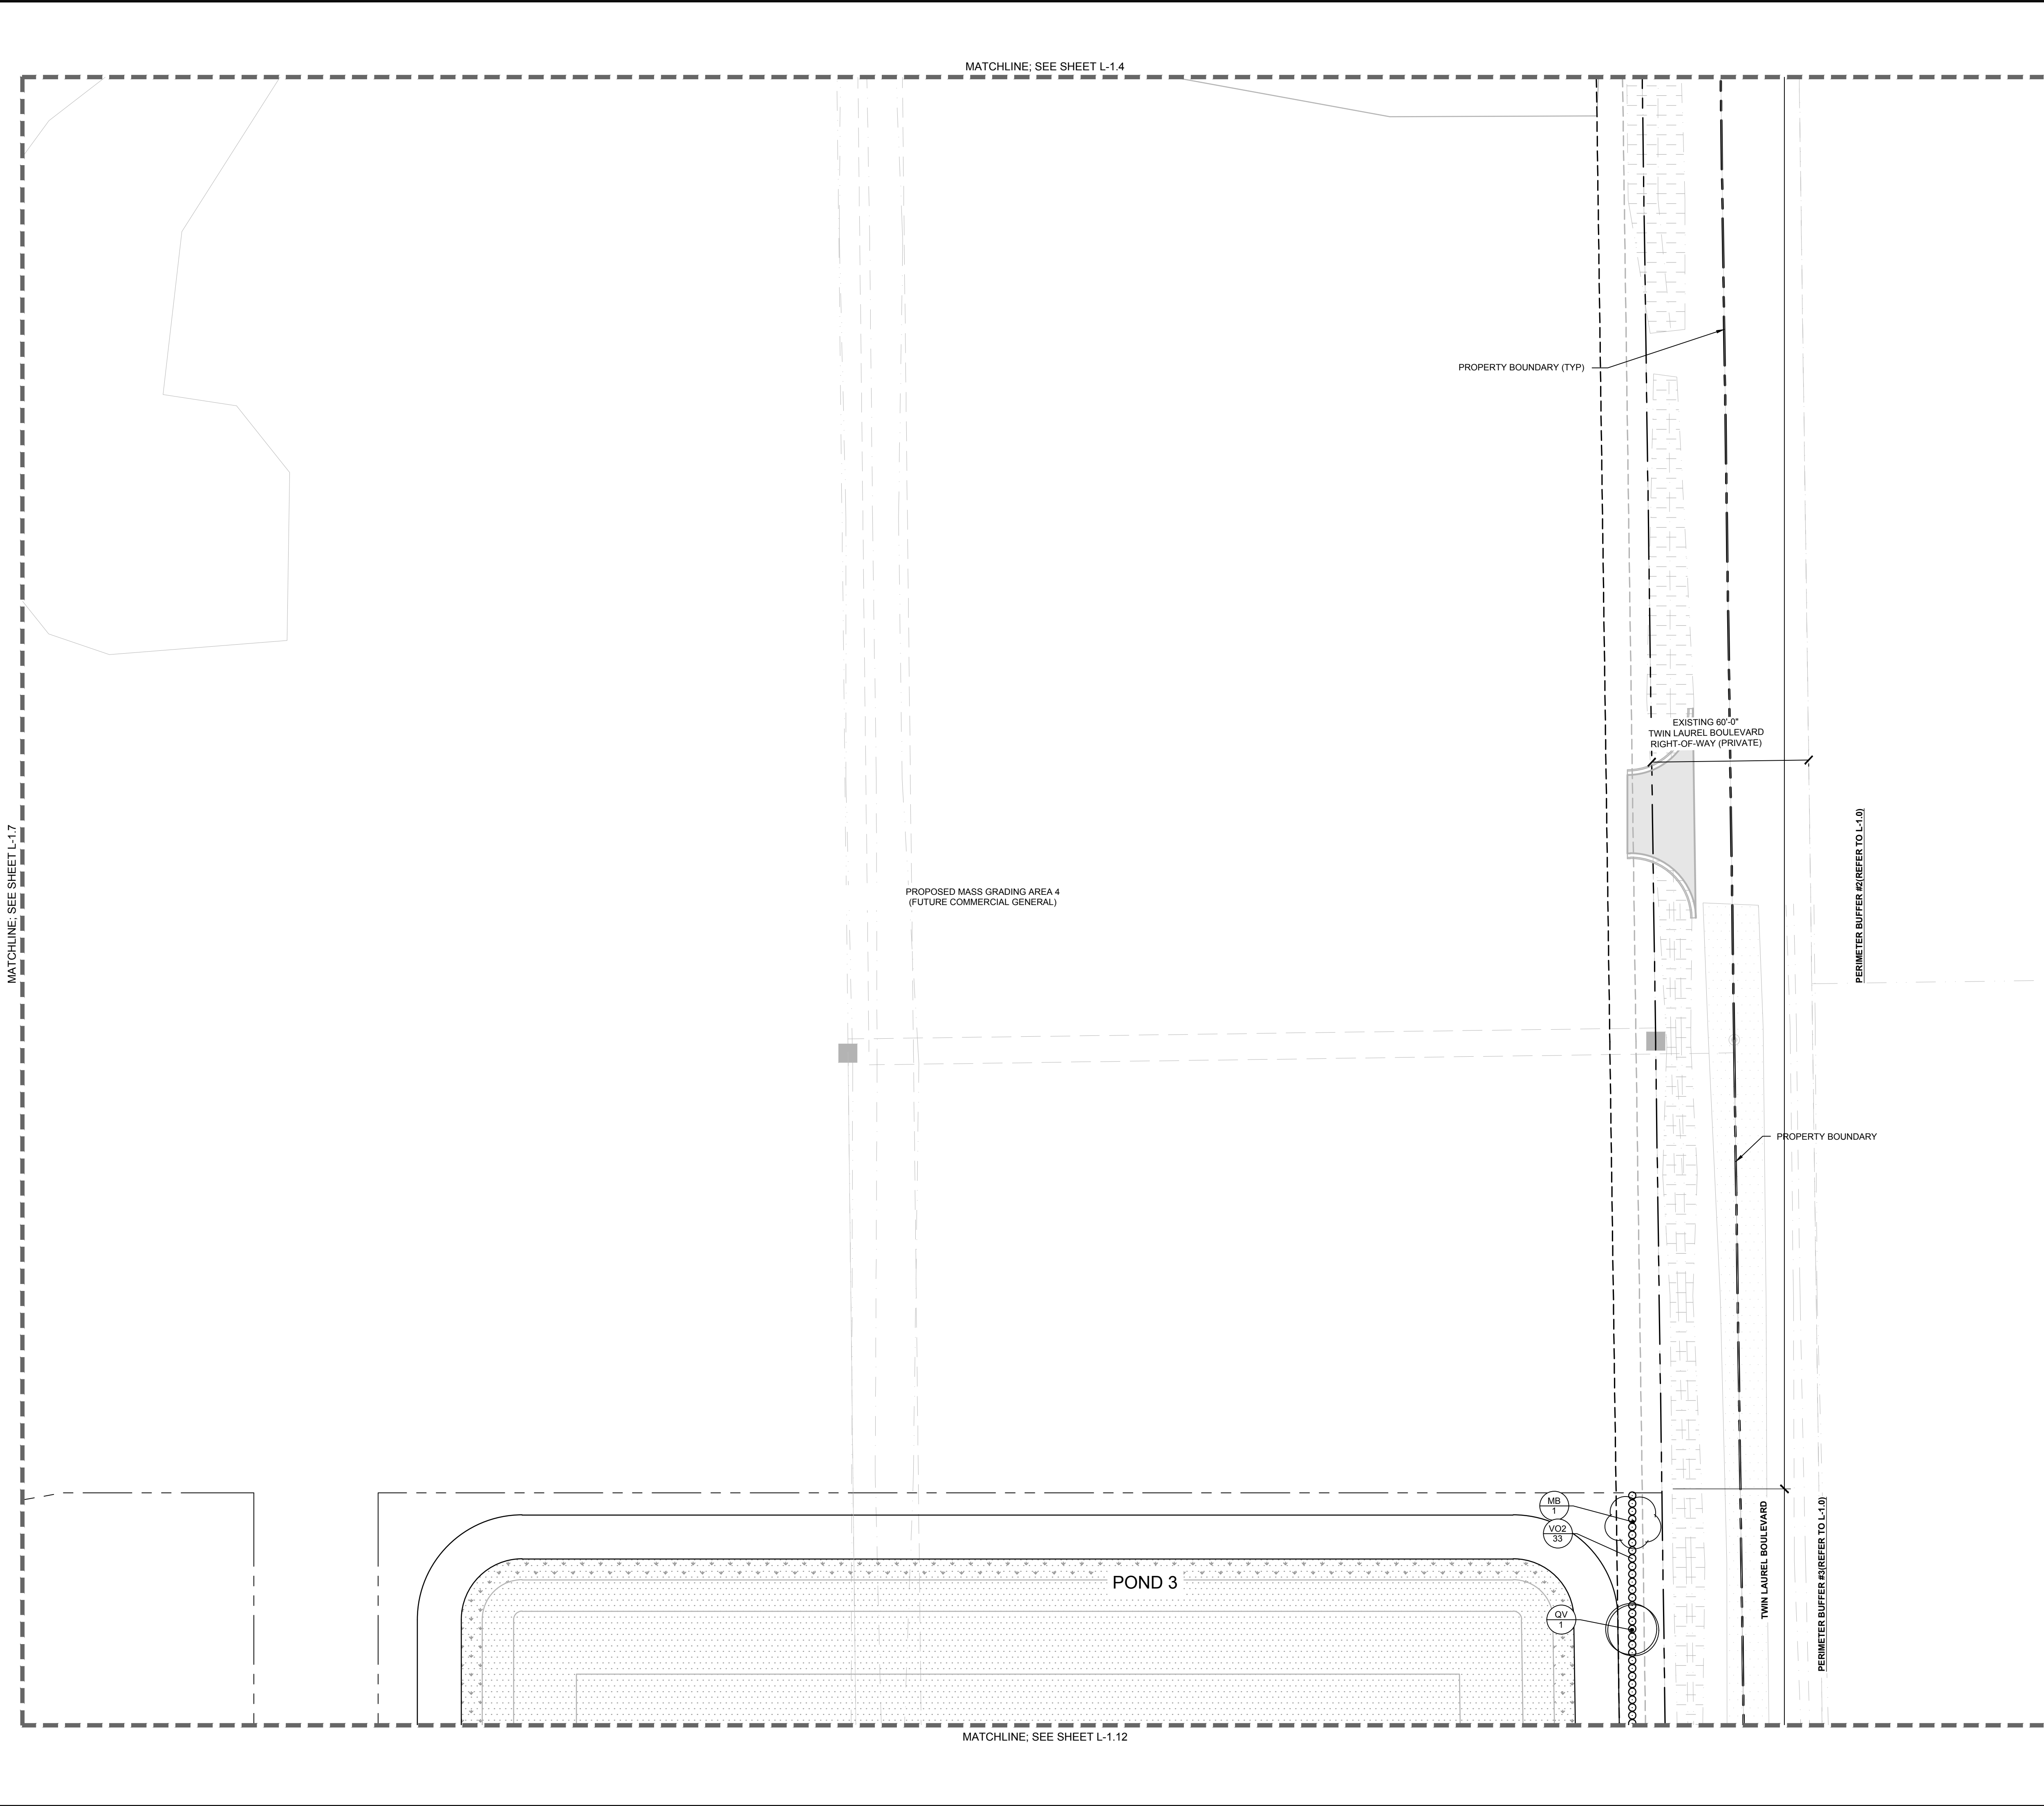 MATCHLINE; SEE SHEET L-1.4
PROPERTY BOUNDARY (TYP)
EXISTING 60'-0"
TWIN LAUREL BOULEVARD
RIGHT-OF-WAY (PRIVATE)
MATCHLINE; SEE SHEET L-1.7
PERIMETER BUFFER #2(REFER TO L-1.0)
PROPOSED MASS GRADING AREA 4
(FUTURE COMMERCIAL GENERAL)
PROPERTY BOUNDARY
MB
1
VO2
33
QV
1
POND 3
TWIN LAUREL BOULEVARD
PERIMETER BUFFER #3(REFER TO L-1.0)
MATCHLINE; SEE SHEET L-1.12